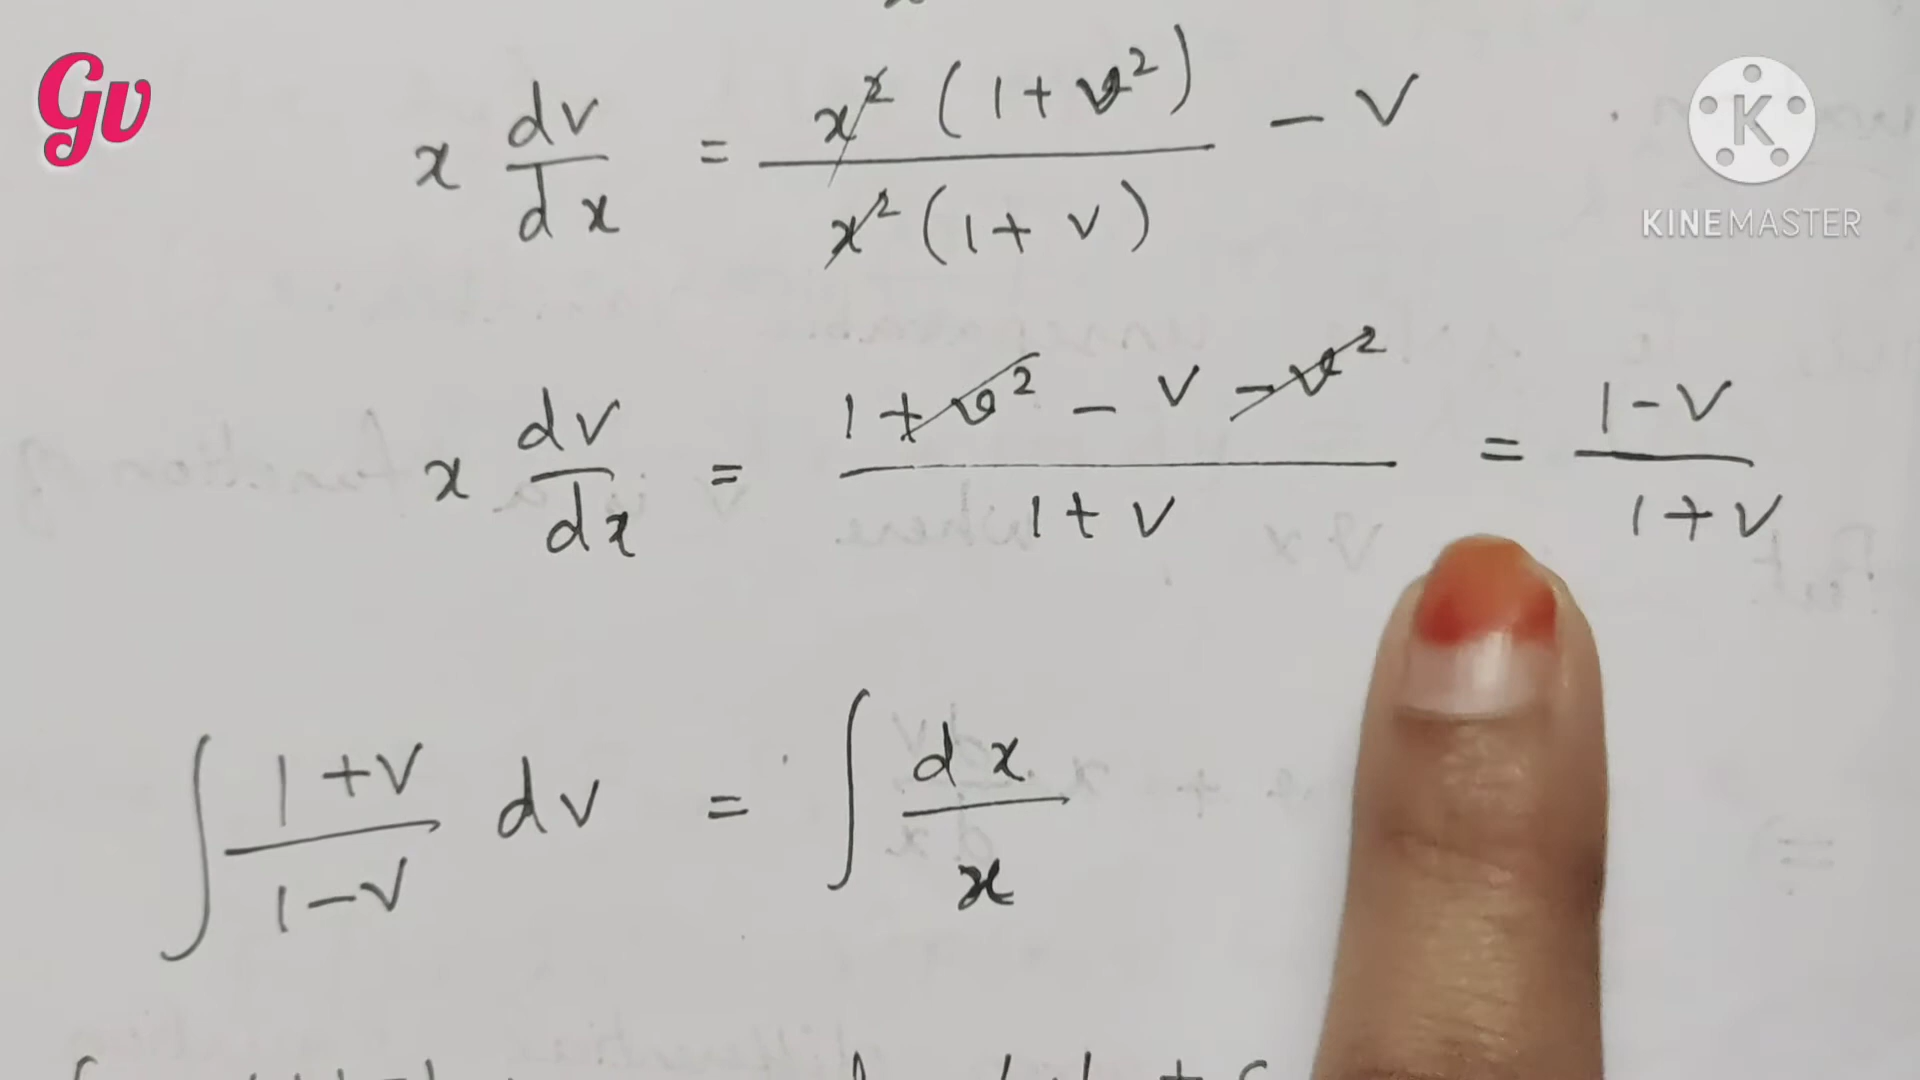 Gv
K
KINEMASTER
x dv/dx = x²(1+v²)/x²(1+v) - v
x dv/dx = 1+v²-v-v²/1+v = 1-v/1+v
∫ 1+v/1-v dv = ∫ dx/x